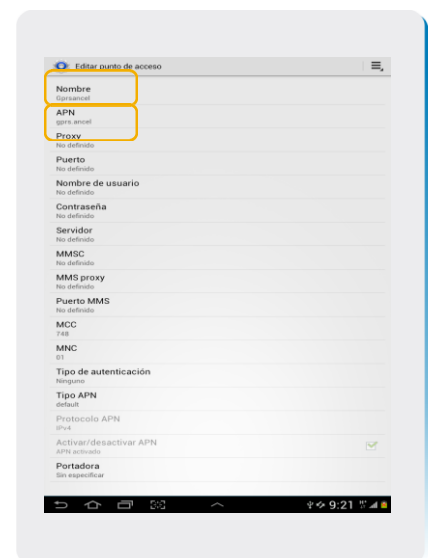 Editar punto de acceso
Nombre
Gprsancel
APN
gprs.ancel
Proxy
No definido
Puerto
No definido
Nombre de usuario
No definido
Contraseña
No definido
Servidor
No definido
MMSC
No definido
MMS proxy
No definido
Puerto MMS
No definido
MCC
748
MNC
01
Tipo de autenticación
Ninguno
Tipo APN
default
Protocolo APN
IPv4
Activar/desactivar APN
APN activado
Portadora
Sin especificar
9:21